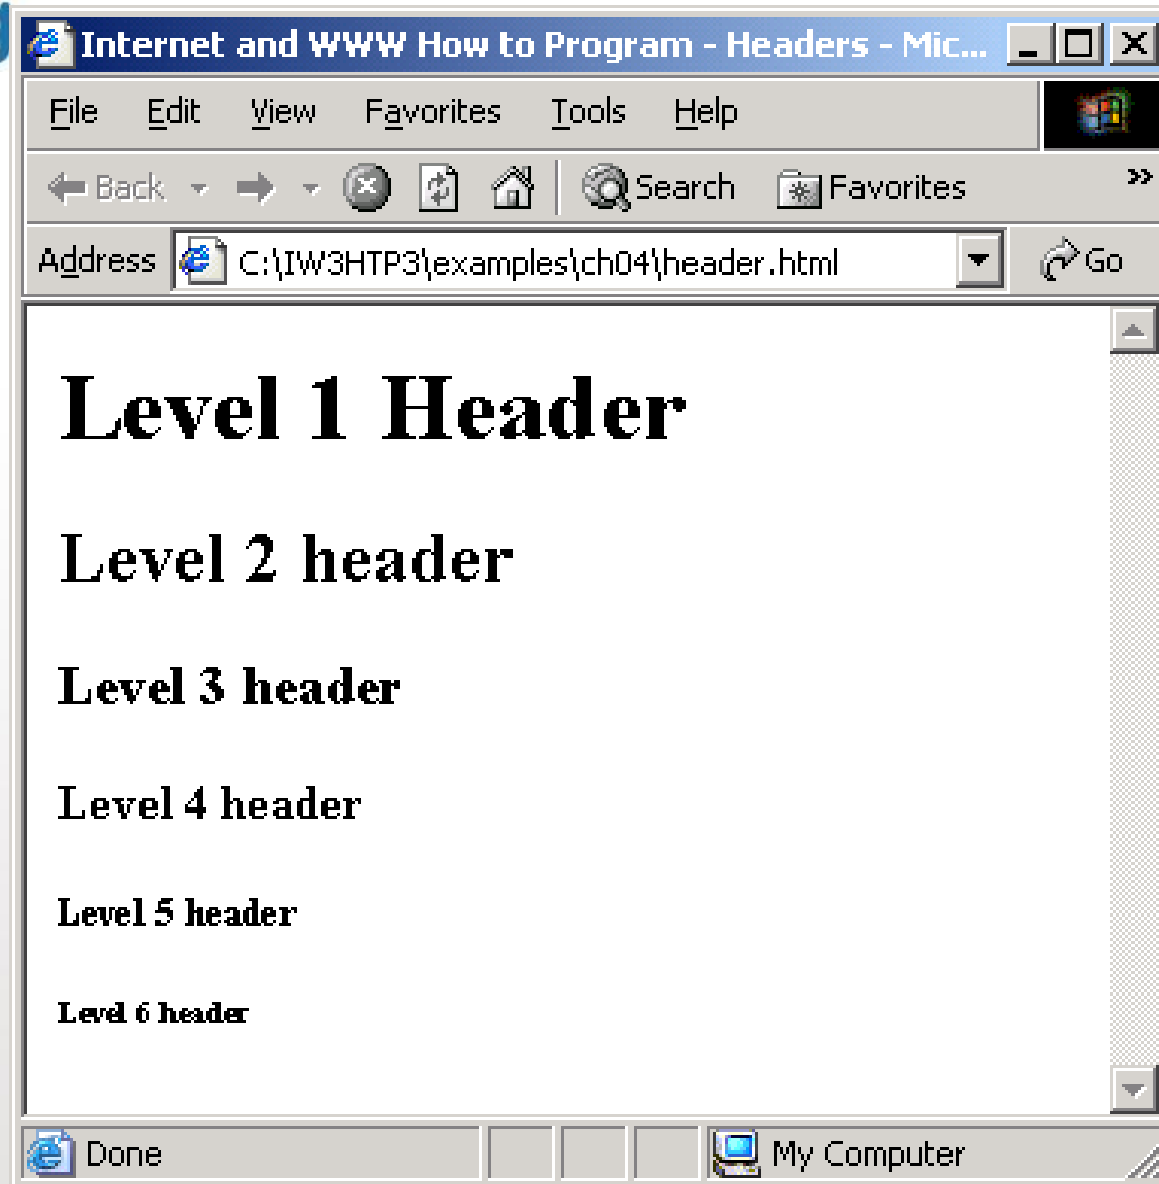 Internet and WWW How to Program - Headers - Mic...
File Edit View Favorites Tools Help
Back Search Favorites »
Address C:\IW3HTP3\examples\ch04\header.html Go
Level 1 Header
Level 2 header
Level 3 header
Level 4 header
Level 5 header
Level 6 header
Done My Computer